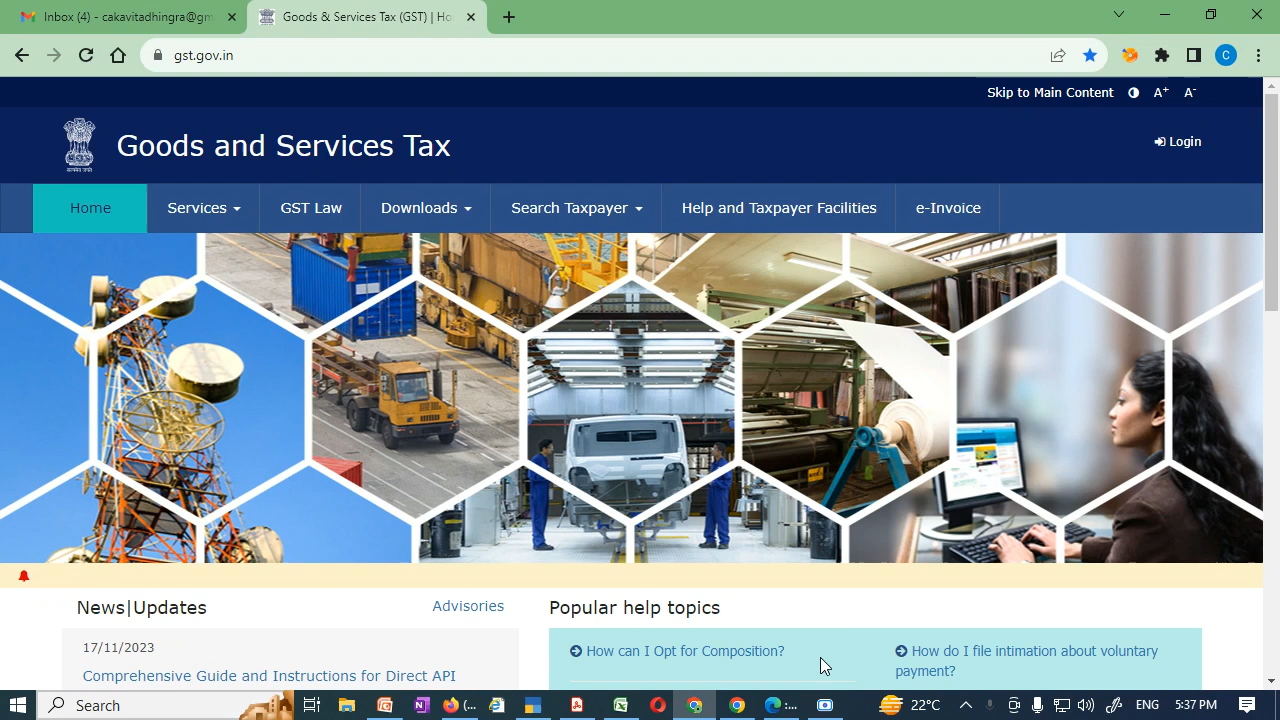 Inbox (4) - cakavitadhingra@gm
Goods & Services Tax (GST) | Ho
gst.gov.in
C
Skip to Main Content
A+
A-
सत्यमेव जयते
Goods and Services Tax
Login
Home
Services
GST Law
Downloads
Search Taxpayer
Help and Taxpayer Facilities
e-Invoice
News|Updates
Advisories
17/11/2023
Comprehensive Guide and Instructions for Direct API
Popular help topics
How can I Opt for Composition?
How do I file intimation about voluntary
payment?
Search
(...
:...
22°C
ENG
5:37 PM